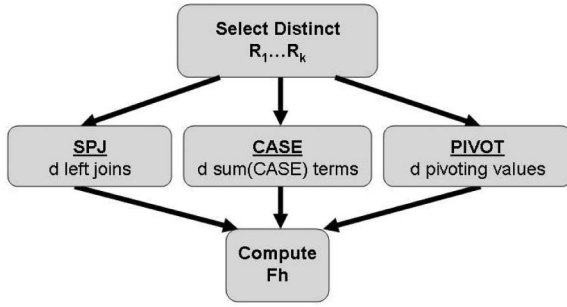 Select Distinct
R₁...Rₖ
SPJ
d left joins
CASE
d sum(CASE) terms
PIVOT
d pivoting values
Compute
Fh